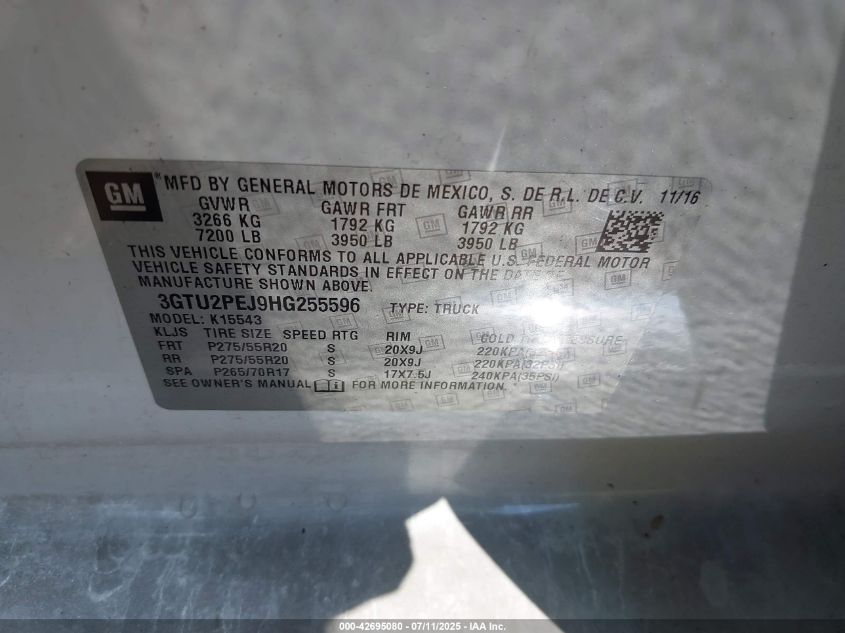 GM ® MFD BY GENERAL MOTORS DE MEXICO, S. DE R.L. DE C.V. 11/16
GVWR GAWR FRT GAWR RR
3266 KG 1792 KG 1792 KG
7200 LB 3950 LB 3950 LB
THIS VEHICLE CONFORMS TO ALL APPLICABLE U.S. FEDERAL MOTOR
VEHICLE SAFETY STANDARDS IN EFFECT ON THE DATE OF
MANUFACTURE SHOWN ABOVE.
3GTU2PEJ9HG255596 TYPE: TRUCK
MODEL: K15543
KLJS TIRE SIZE SPEED RTG RIM COLD
FRT P275/55R20 S 20X9J 220KPA
RR P275/55R20 S 20X9J 220KPA(32PSI)
SPA P265/70R17 S 17X7.5J 240KPA(35PSI)
SEE OWNER'S MANUAL FOR MORE INFORMATION.
000-42695080 - 07/11/2025 - IAA Inc.